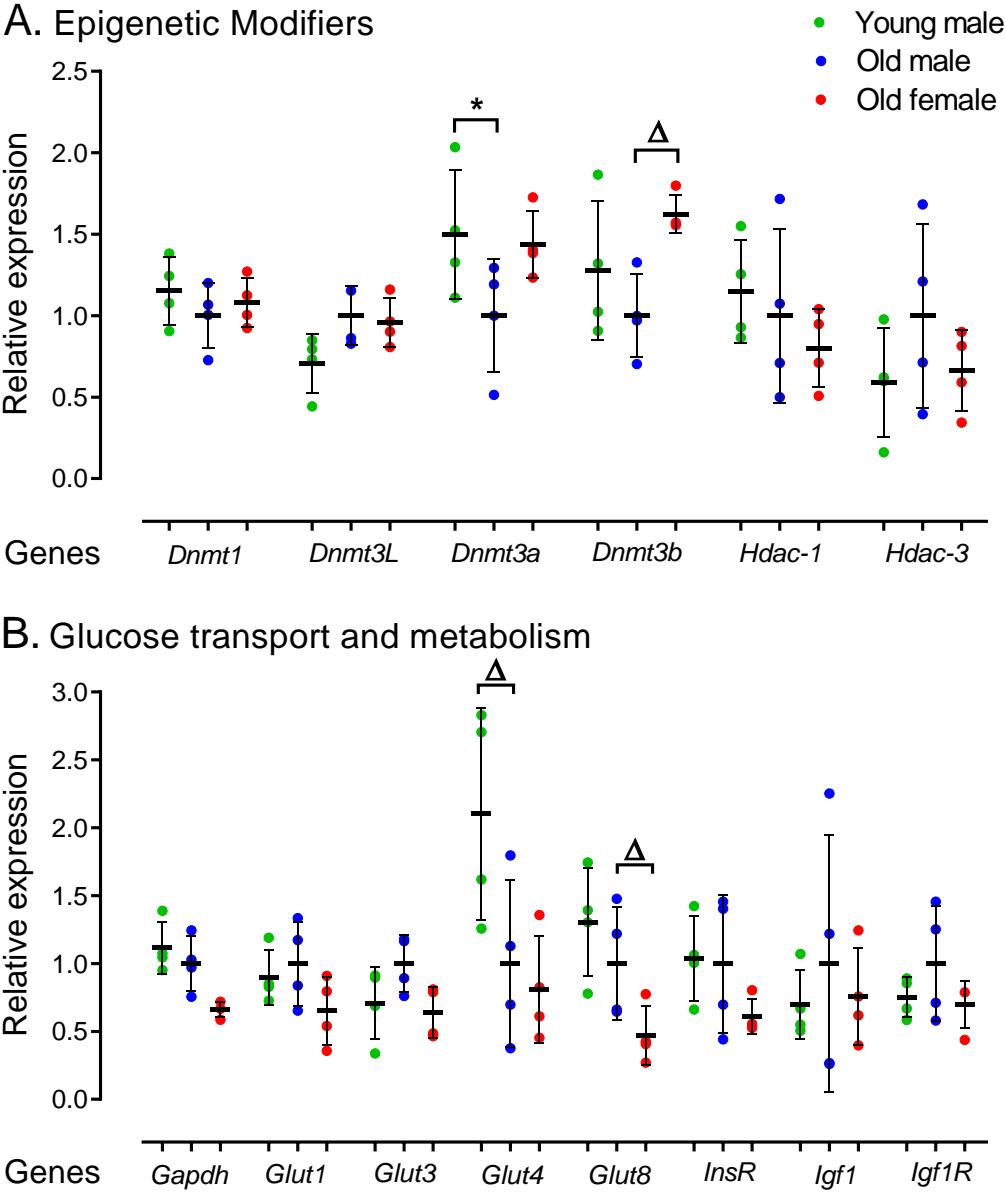 A. Epigenetic Modifiers
Young male
Old male
Old female
Relative expression
2.5
2.0
1.5
1.0
0.5
0.0
*
Δ
Genes Dnmt1 Dnmt3L Dnmt3a Dnmt3b Hdac-1 Hdac-3
B. Glucose transport and metabolism
Relative expression
3.0
2.5
2.0
1.5
1.0
0.5
0.0
Δ
Δ
Genes Gapdh Glut1 Glut3 Glut4 Glut8 InsR Igf1 Igf1R